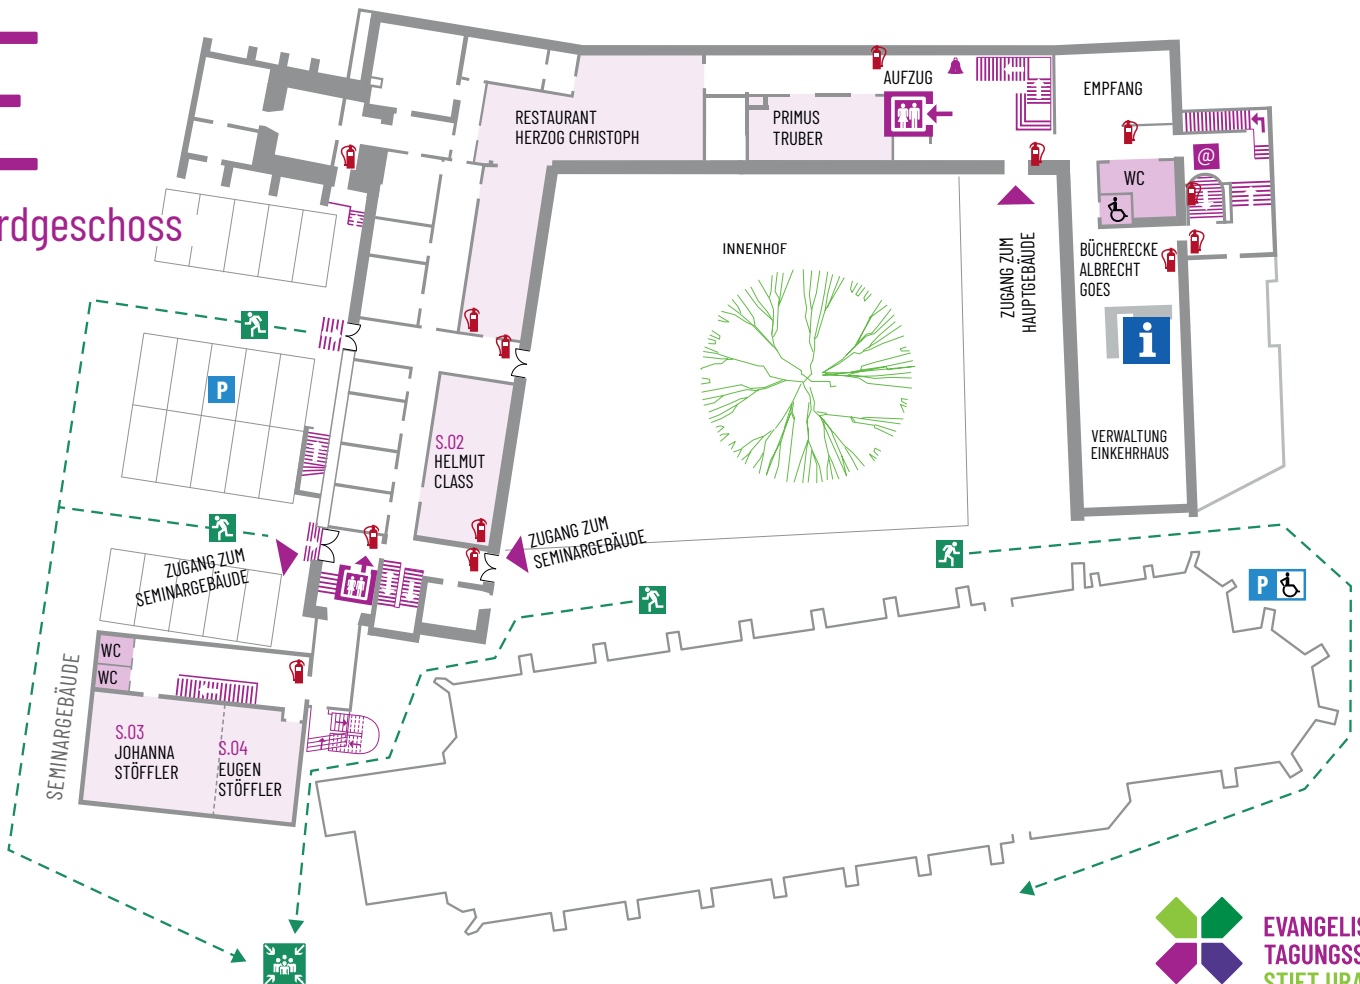 E
rdgeschoss
RESTAURANT
HERZOG CHRISTOPH
PRIMUS
TRUBER
AUFZUG
EMPFANG
@
WC
BÜCHERECKE
ALBRECHT
GOES
i
VERWALTUNG
EINKEHRHAUS
INNENHOF
ZUGANG ZUM
HAUPTGEBÄUDE
P
S.02
HELMUT
CLASS
ZUGANG ZUM
SEMINARGEBÄUDE
ZUGANG ZUM
SEMINARGEBÄUDE
P
WC
WC
SEMINARGEBÄUDE
S.03
JOHANNA
STÖFFLER
S.04
EUGEN
STÖFFLER
EVANGELIS
TAGUNGSS
STIFT URA